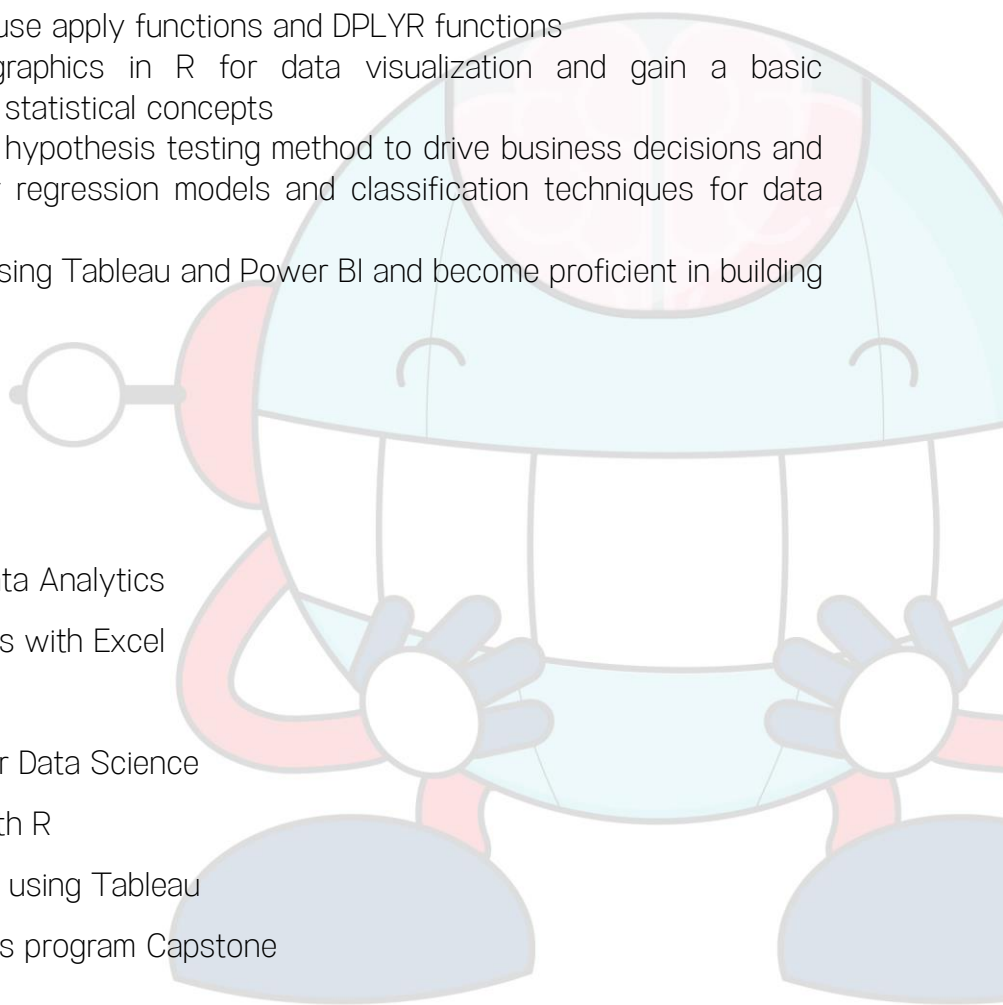 use apply functions and DPLYR functions
graphics in R for data visualization and gain a basic
statistical concepts
hypothesis testing method to drive business decisions and
regression models and classification techniques for data
sing Tableau and Power BI and become proficient in building
ta Analytics
s with Excel
r Data Science
th R
using Tableau
s program Capstone